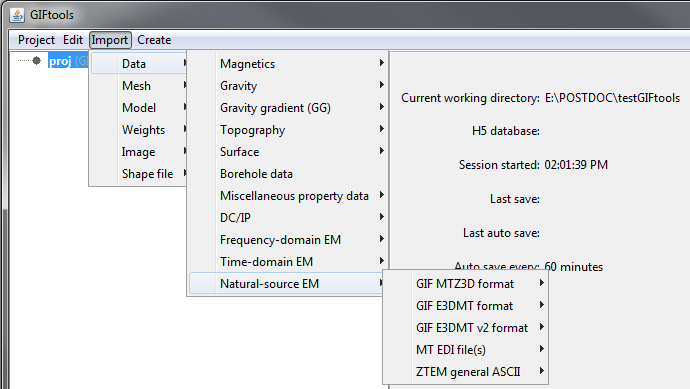 GIFtools
Project Edit Import Create
proj
Data
Mesh
Model
Weights
Image
Shape file
Magnetics
Gravity
Gravity gradient (GG)
Topography
Surface
Borehole data
Miscellaneous property data
DC/IP
Frequency-domain EM
Time-domain EM
Natural-source EM
GIF MTZ3D format
GIF E3DMT format
GIF E3DMT v2 format
MT EDI file(s)
ZTEM general ASCII
Current working directory: E:\POSTDOC\testGIFtools
H5 database:
Session started: 02:01:39 PM
Last save:
Last auto save:
Auto save every: 60 minutes